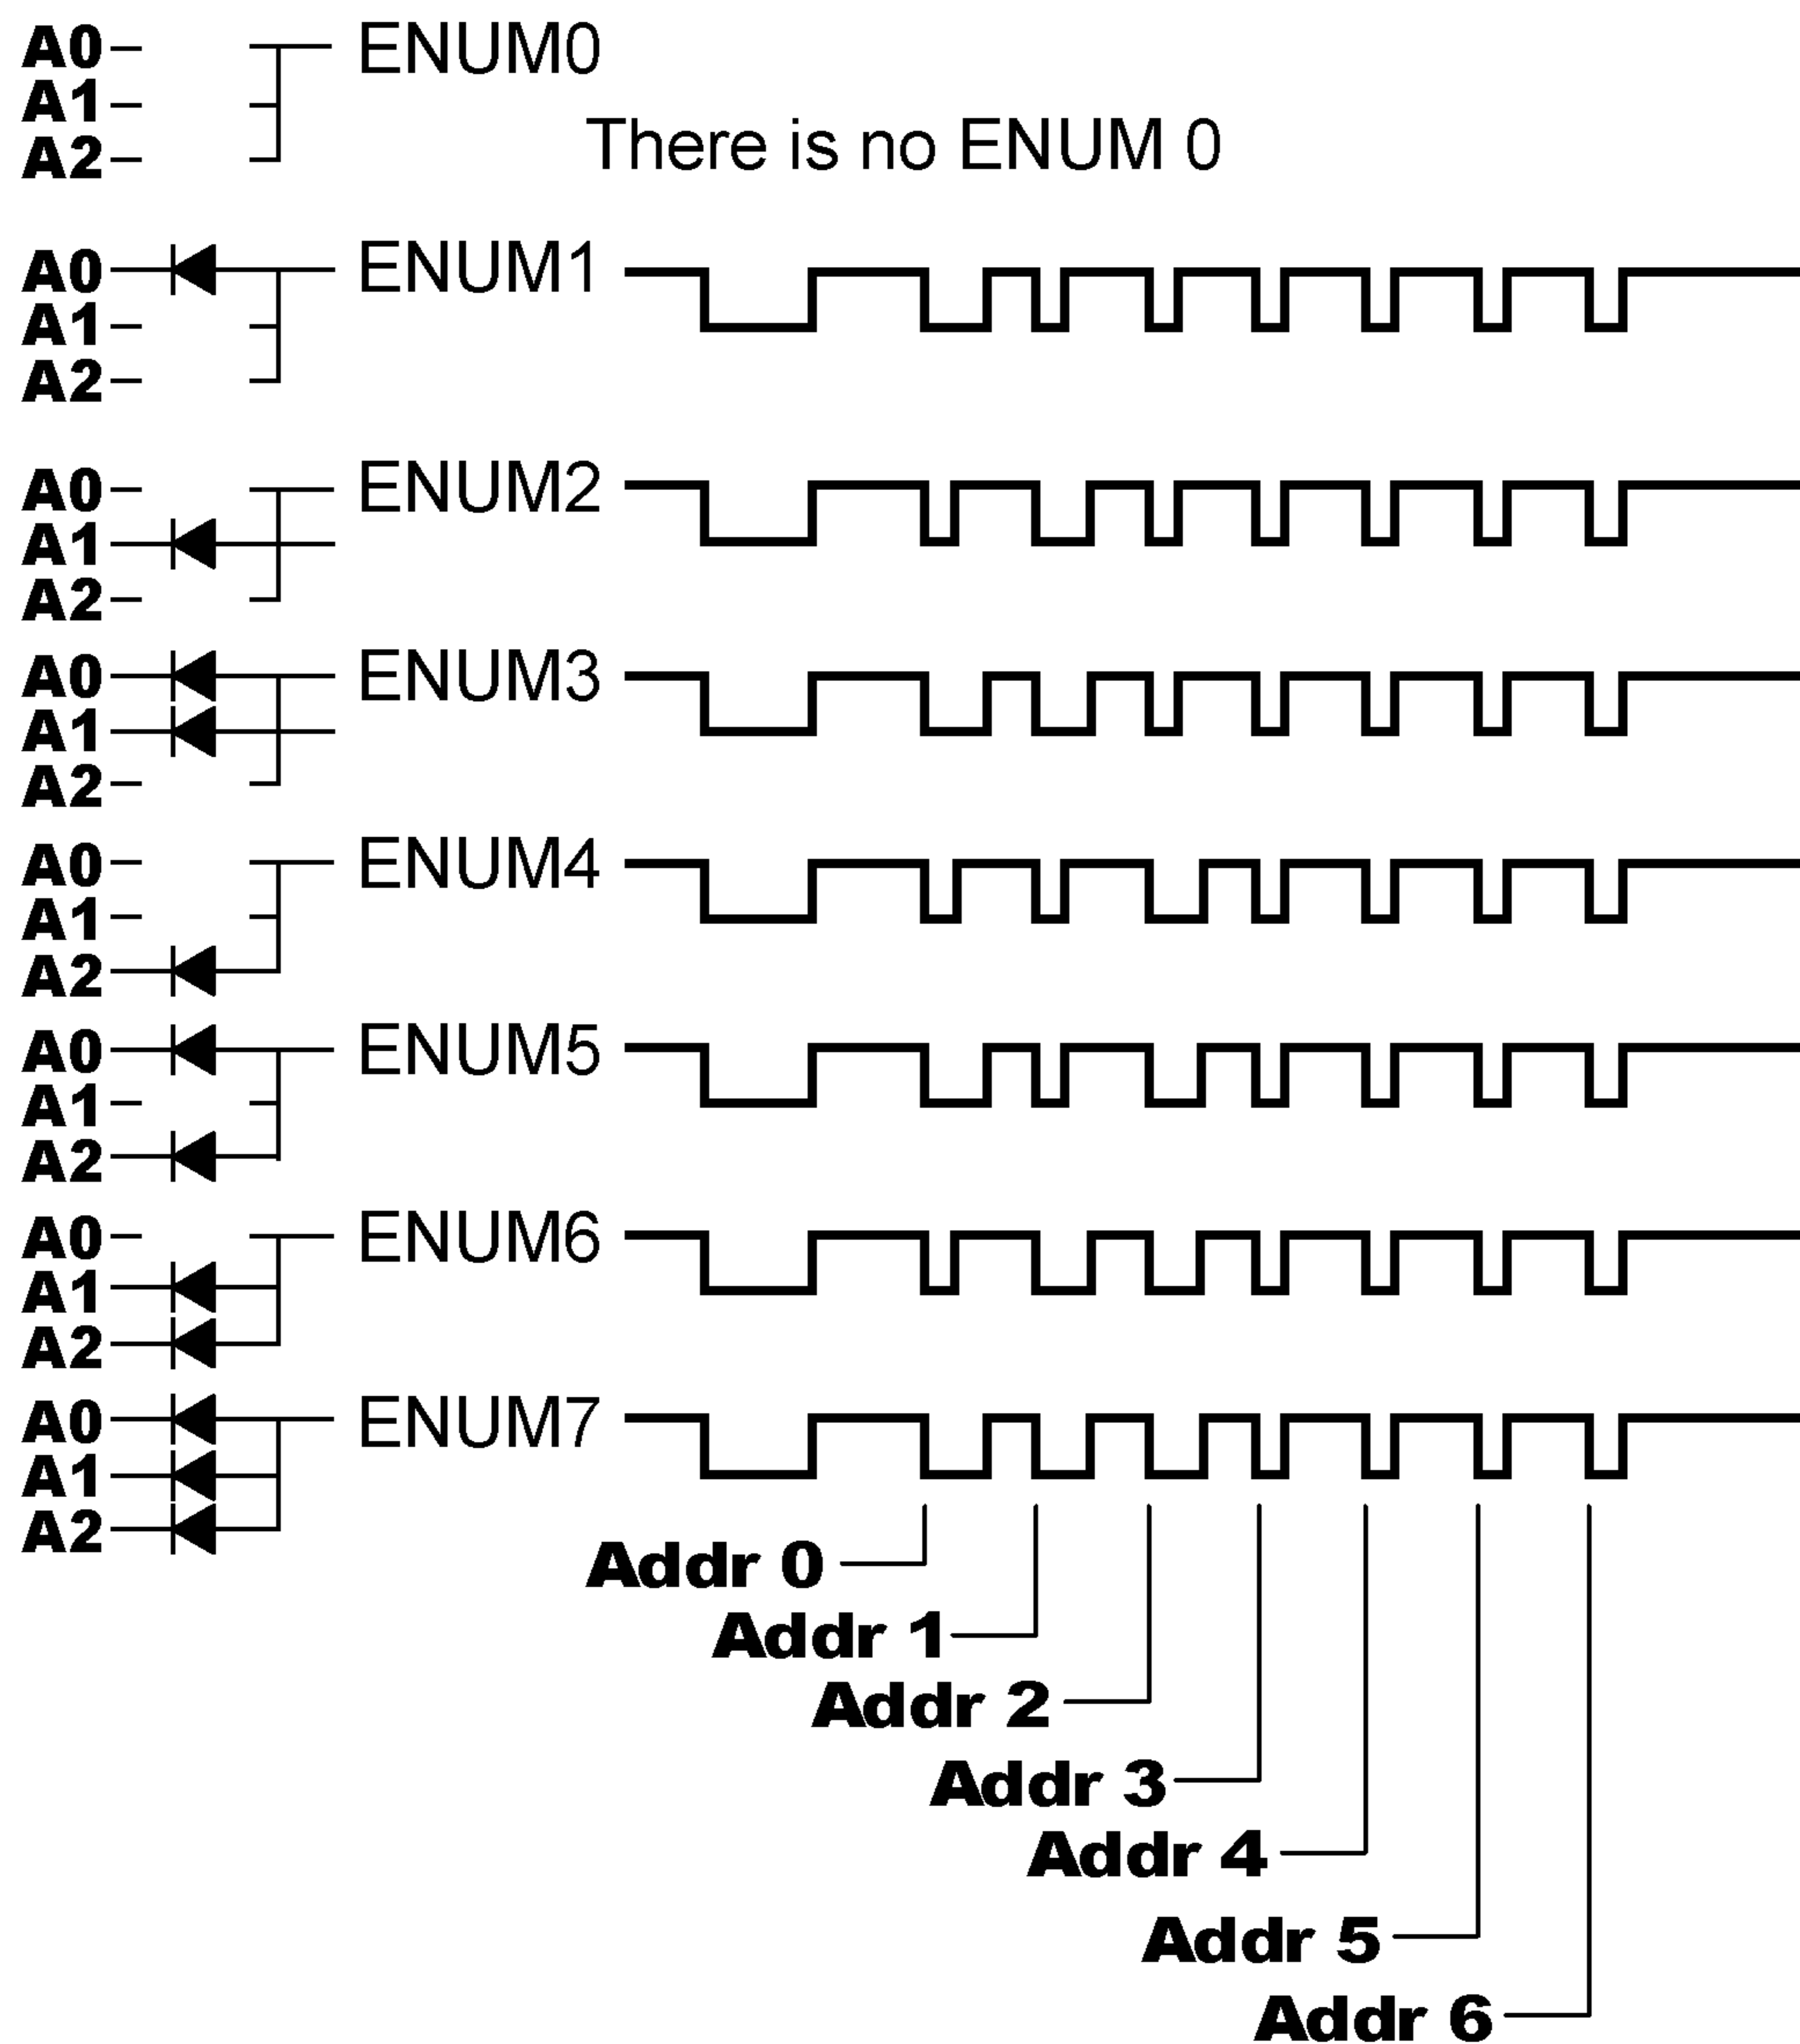 A0 ENUM0
A1
There is no ENUM 0
A2
A0 ENUM1
A1
A2
A0 ENUM2
A1
A2
A0 ENUM3
A1
A2
A0 ENUM4
A1
A2
A0 ENUM5
A1
A2
A0 ENUM6
A1
A2
A0 ENUM7
A1
A2
Addr 0
Addr 1
Addr 2
Addr 3
Addr 4
Addr 5
Addr 6